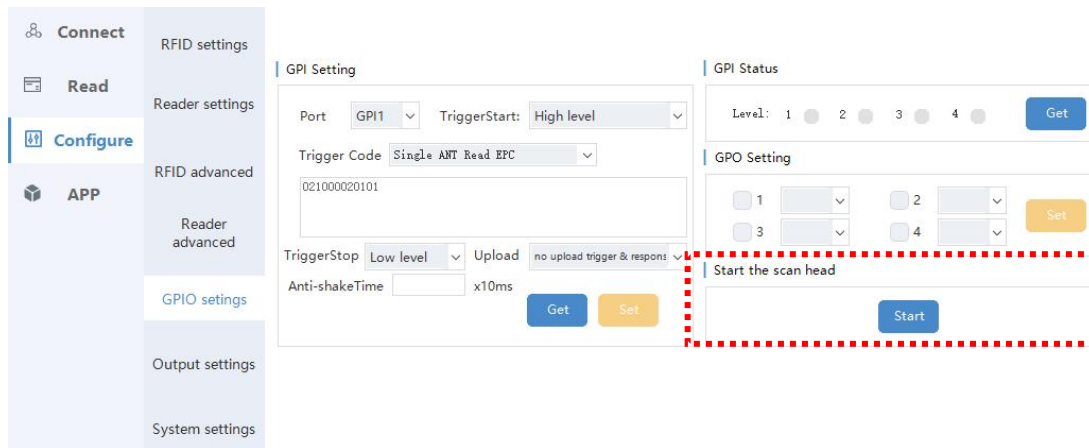 Connect
Read
Configure
APP
RFID settings
Reader settings
RFID advanced
Reader
advanced
GPIO setings
Output settings
System settings
GPI Setting
Port GPI1 TriggerStart: High level
Trigger Code Single ANT Read EPC
021000020101
TriggerStop Low level Upload no upload trigger & respons
Anti-shakeTime x10ms
Get Set
GPI Status
Level: 1 2 3 4 Get
GPO Setting
1 2
Set
3 4
Start the scan head
Start